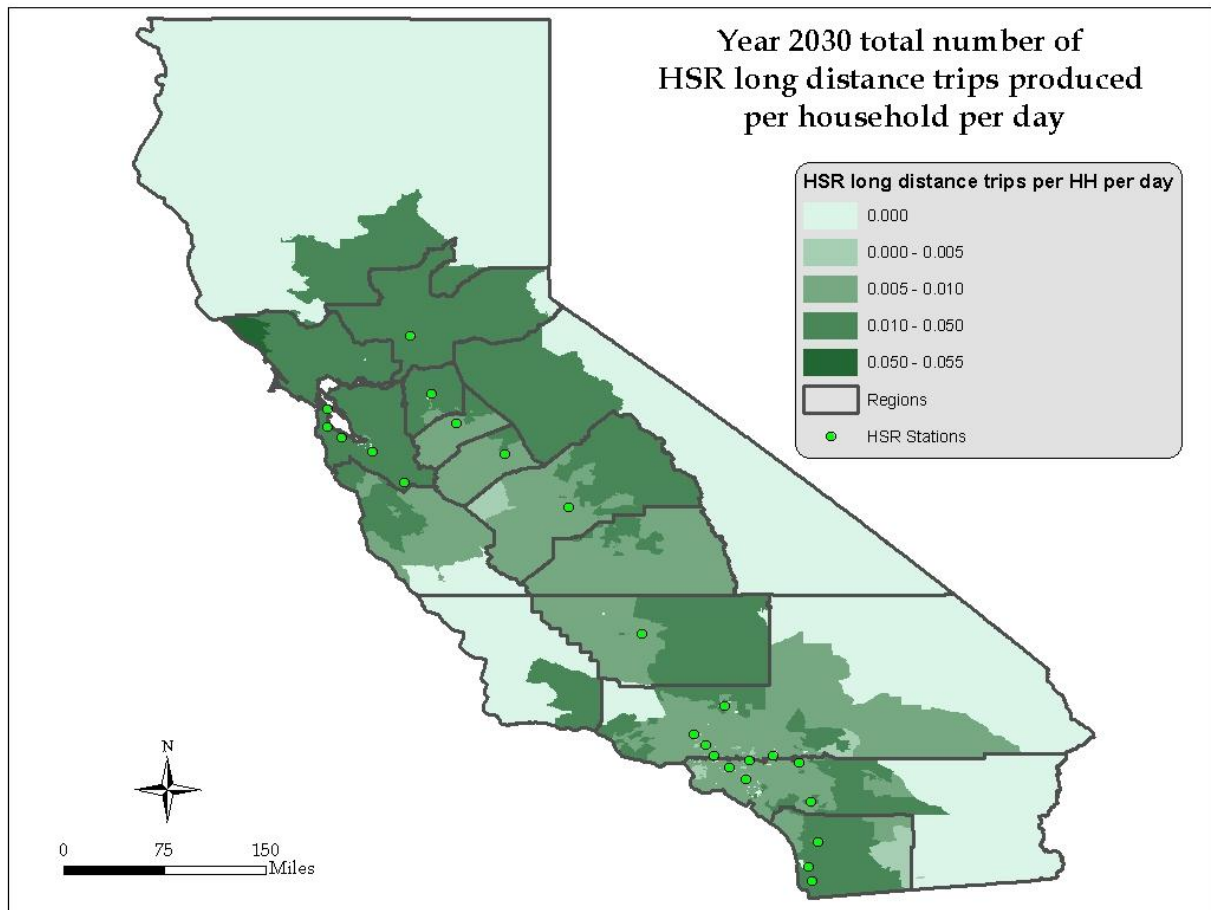 Year 2030 total number of
HSR long distance trips produced
per household per day
HSR long distance trips per HH per day
0.000
0.000 - 0.005
0.005 - 0.010
0.010 - 0.050
0.050 - 0.055
Regions
HSR Stations
N
0 75 150
Miles